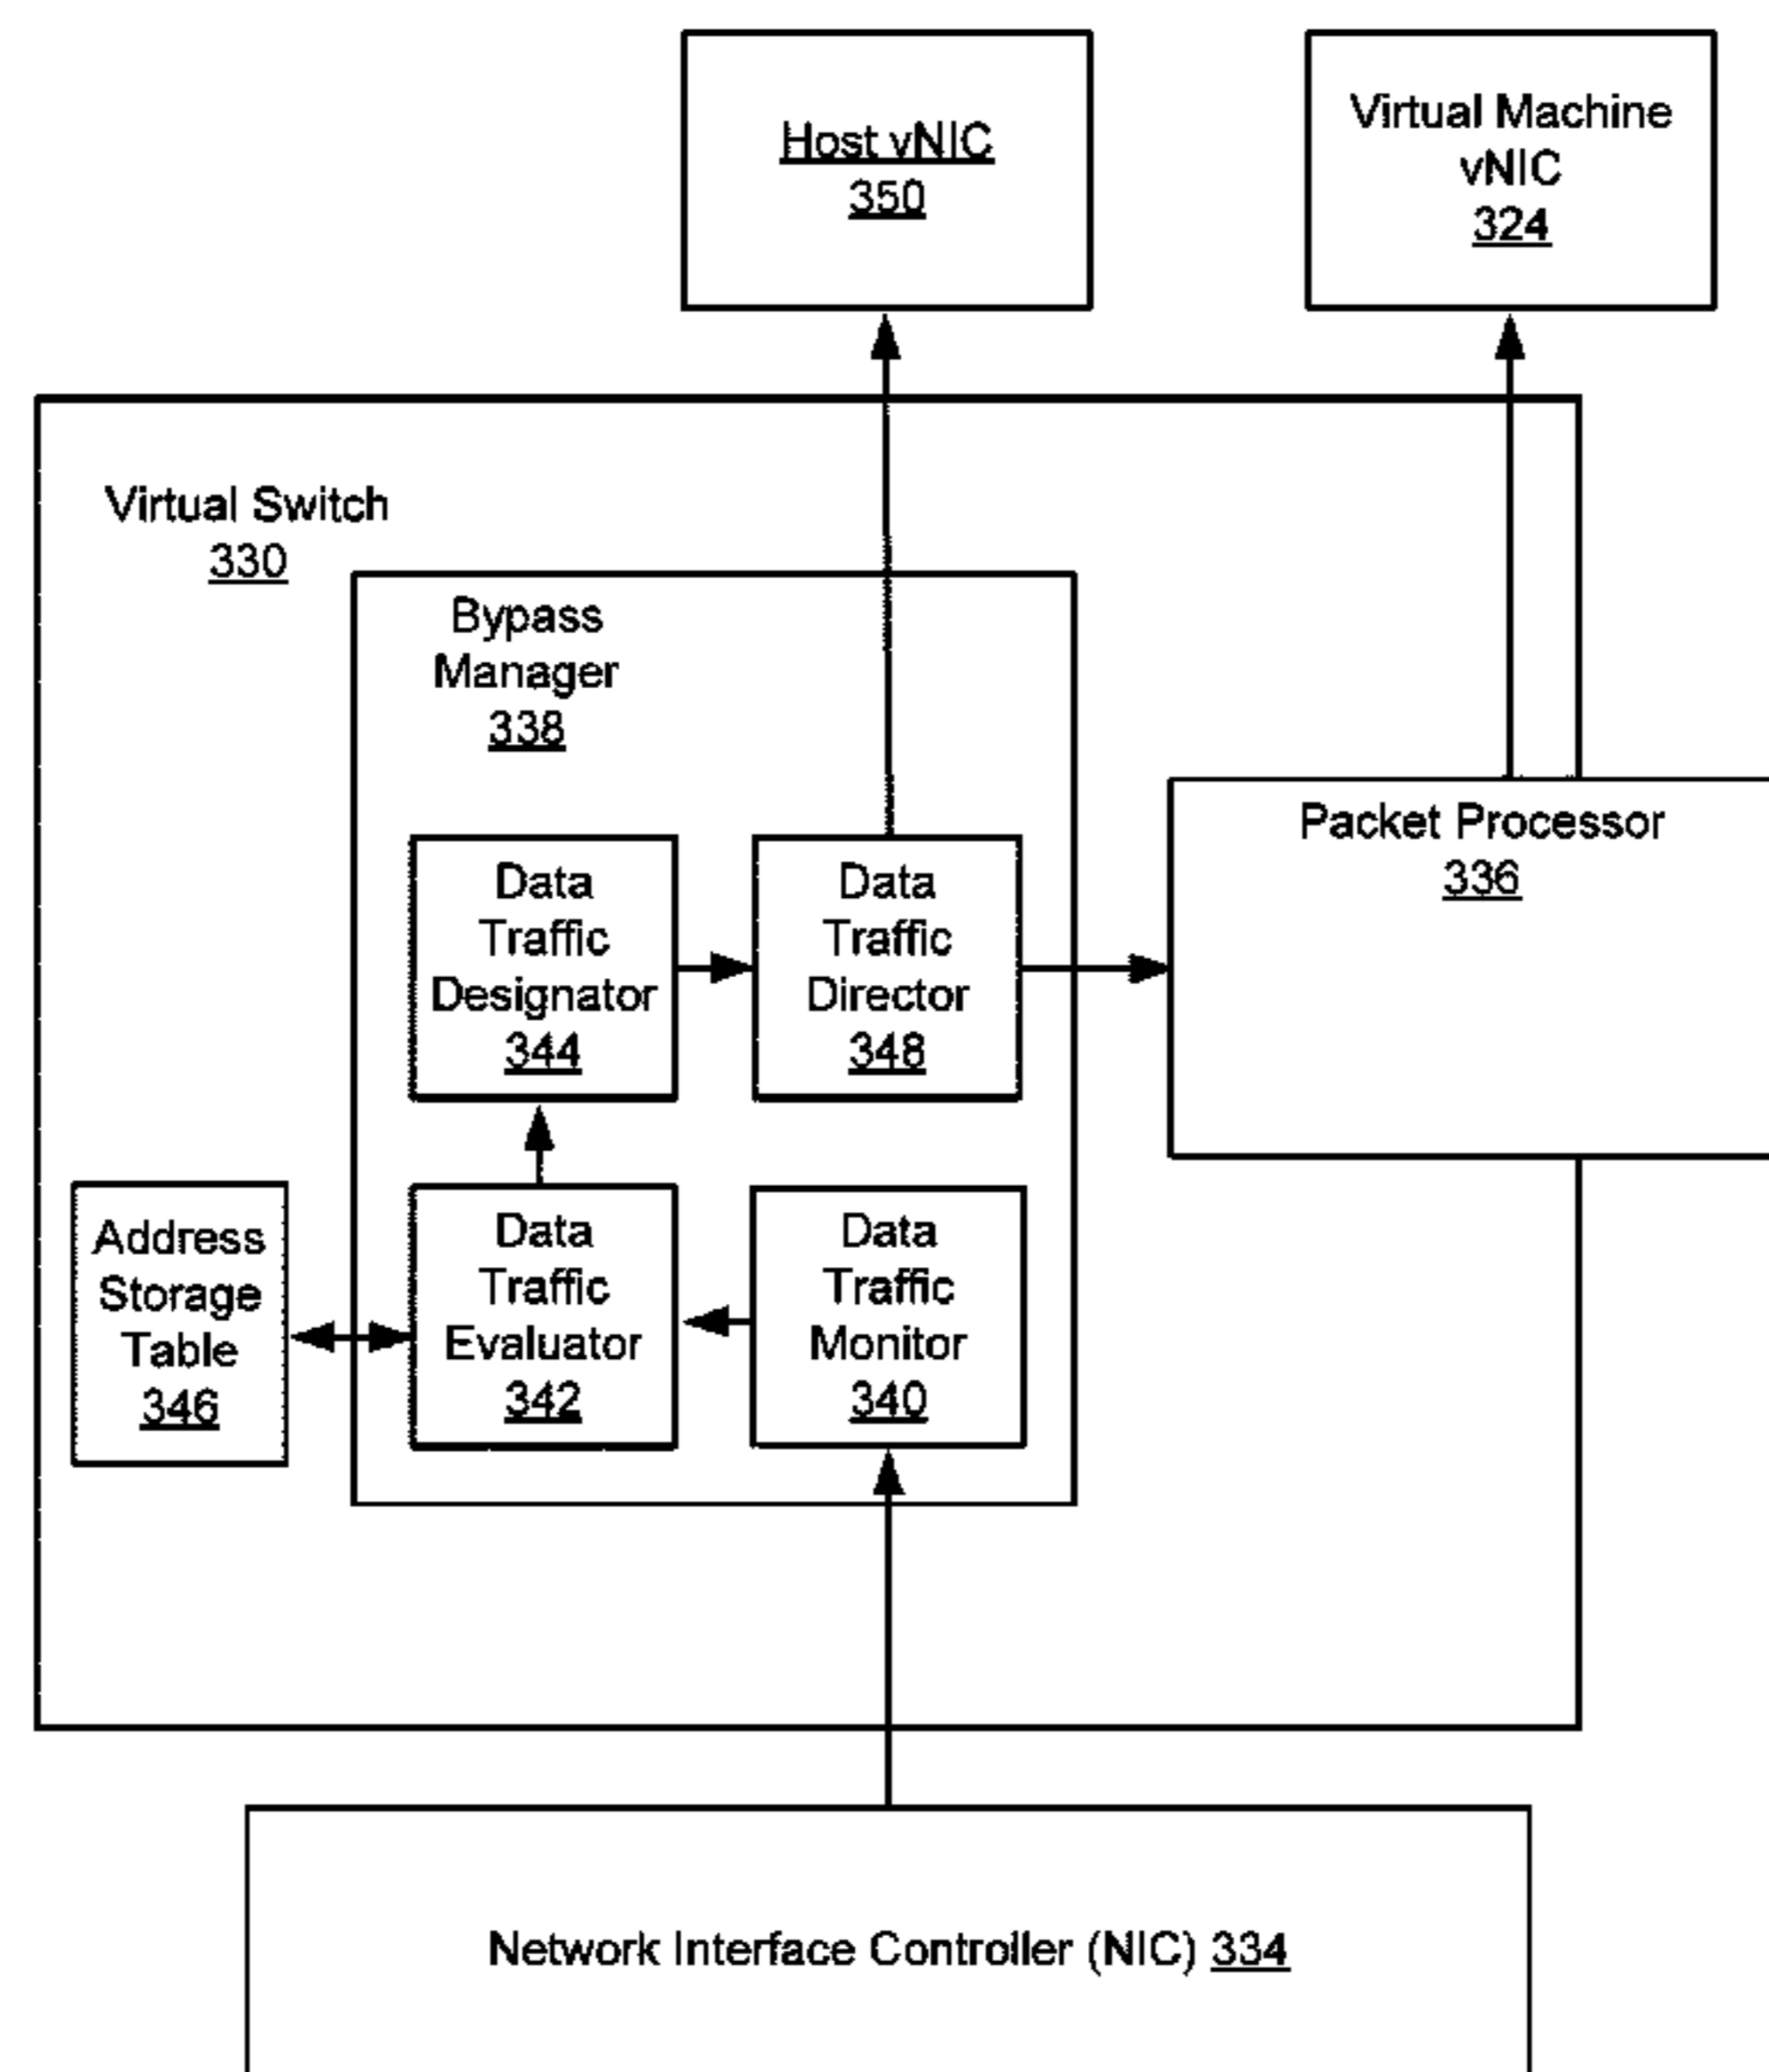 Host vNIC
350
Virtual Machine
vNIC
324
Virtual Switch
330
Bypass
Manager
338
Packet Processor
336
Data
Traffic
Designator
344
Data
Traffic
Director
348
Address
Storage
Table
346
Data
Traffic
Evaluator
342
Data
Traffic
Monitor
340
Network Interface Controller (NIC) 334